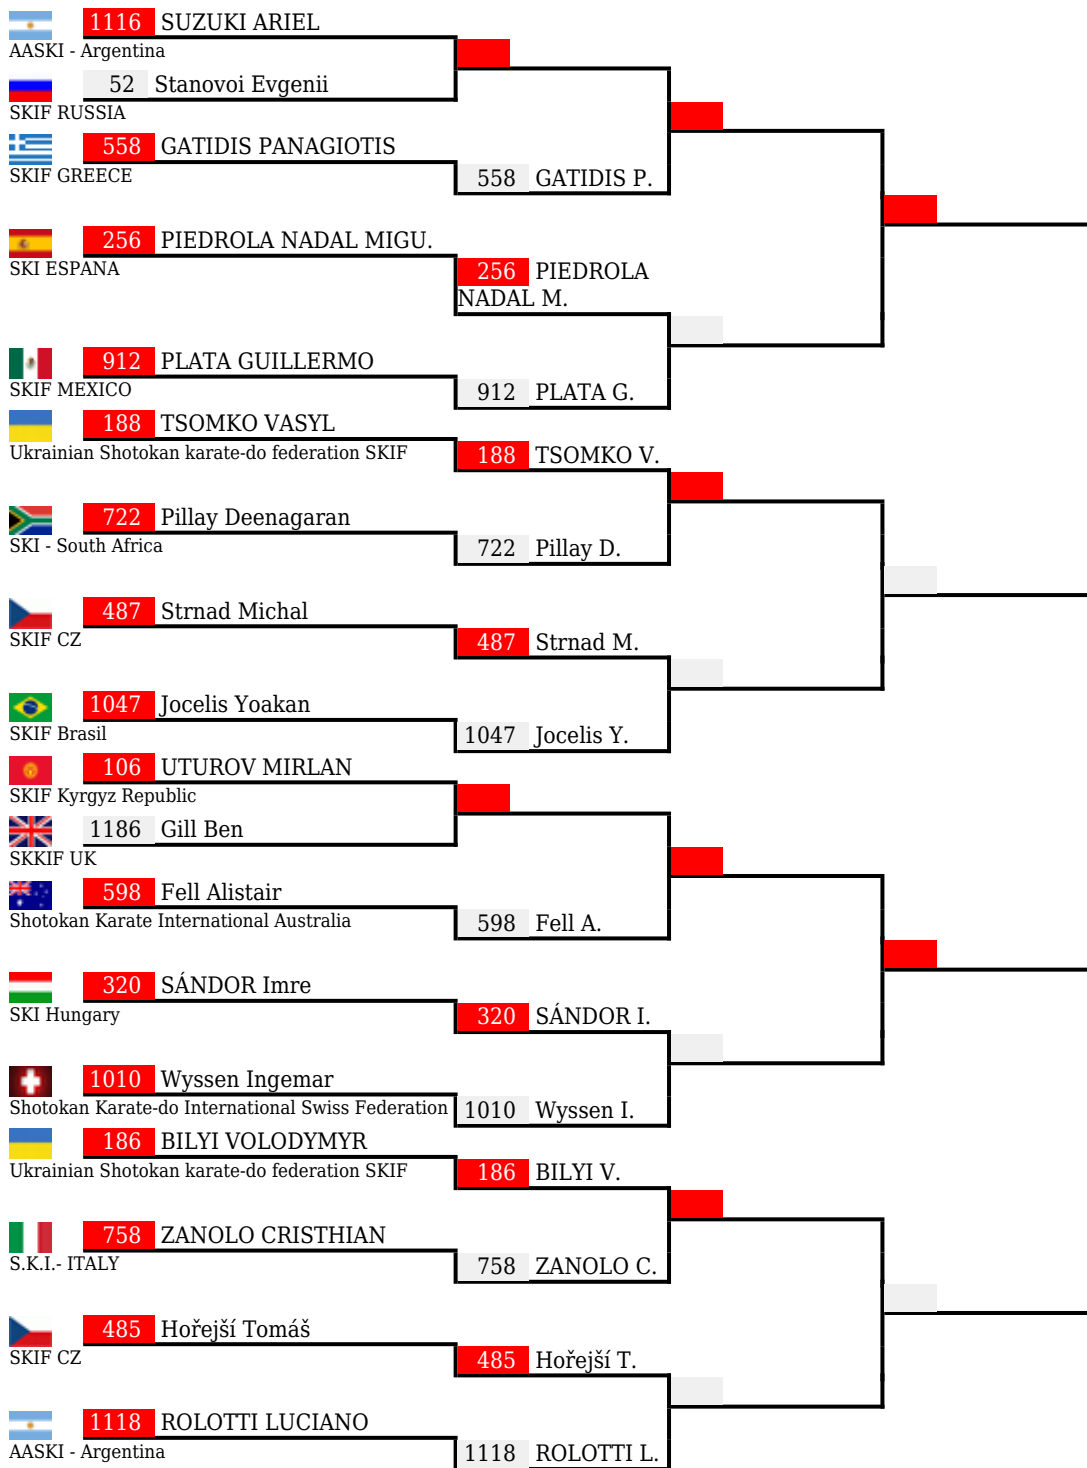 1116 SUZUKI ARIEL
AASKI - Argentina
52 Stanovoi Evgenii
SKIF RUSSIA
558 GATIDIS PANAGIOTIS
SKIF GREECE
558 GATIDIS P.
256 PIEDROLA NADAL MIGU.
SKI ESPANA
256 PIEDROLA
NADAL M.
912 PLATA GUILLERMO
SKIF MEXICO
912 PLATA G.
188 TSOMKO VASYL
Ukrainian Shotokan karate-do federation SKIF
188 TSOMKO V.
722 Pillay Deenagaran
SKI - South Africa
722 Pillay D.
487 Strnad Michal
SKIF CZ
487 Strnad M.
1047 Jocelis Yoakan
SKIF Brasil
1047 Jocelis Y.
106 UTUROV MIRLAN
SKIF Kyrgyz Republic
1186 Gill Ben
SKKIF UK
598 Fell Alistair
Shotokan Karate International Australia
598 Fell A.
320 SÁNDOR Imre
SKI Hungary
320 SÁNDOR I.
1010 Wyssen Ingemar
Shotokan Karate-do International Swiss Federation
1010 Wyssen I.
186 BILYI VOLODYMYR
Ukrainian Shotokan karate-do federation SKIF
186 BILYI V.
758 ZANOLO CRISTHIAN
S.K.I.- ITALY
758 ZANOLO C.
485 Hořejší Tomáš
SKIF CZ
485 Hořejší T.
1118 ROLOTTI LUCIANO
AASKI - Argentina
1118 ROLOTTI L.